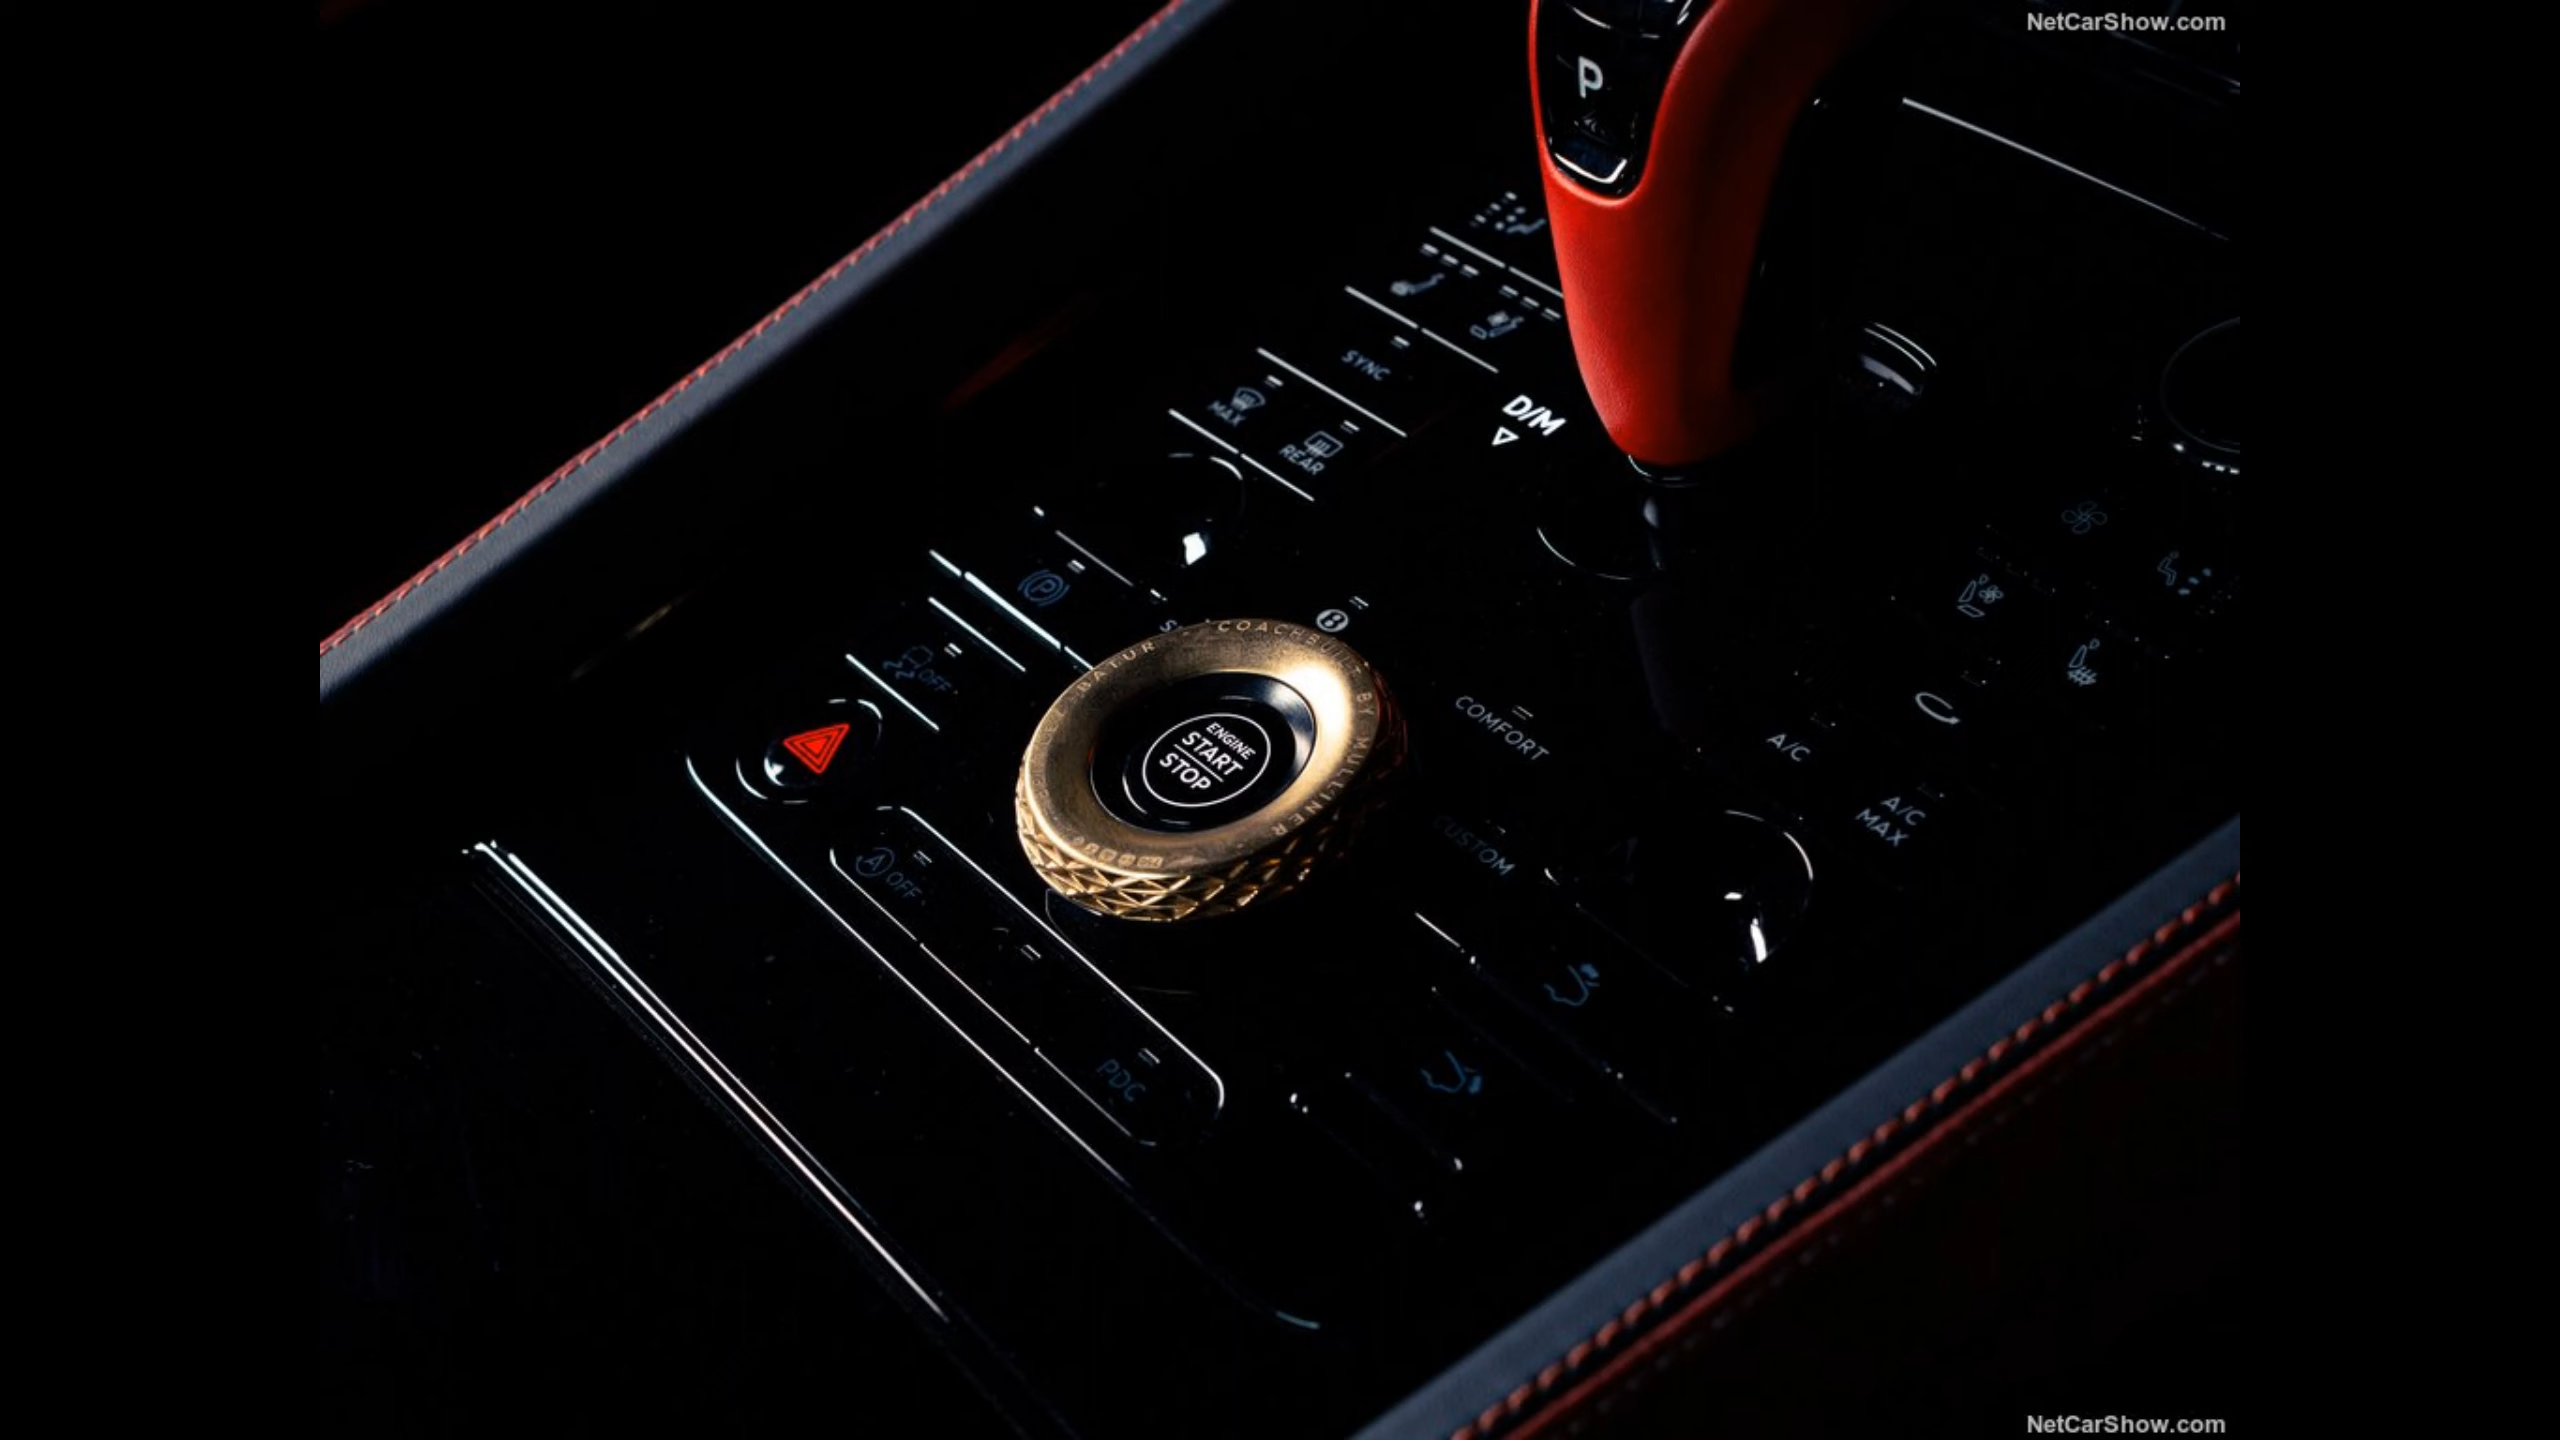 NetCarShow.com
P
SYNC
D/M
MAX
REAR
P
B
OFF
BATUR - COACHBUILT BY MULLINER
COMFORT
A/C
ENGINE
START
STOP
A/C
MAX
CUSTOM
A OFF
PDC
NetCarShow.com